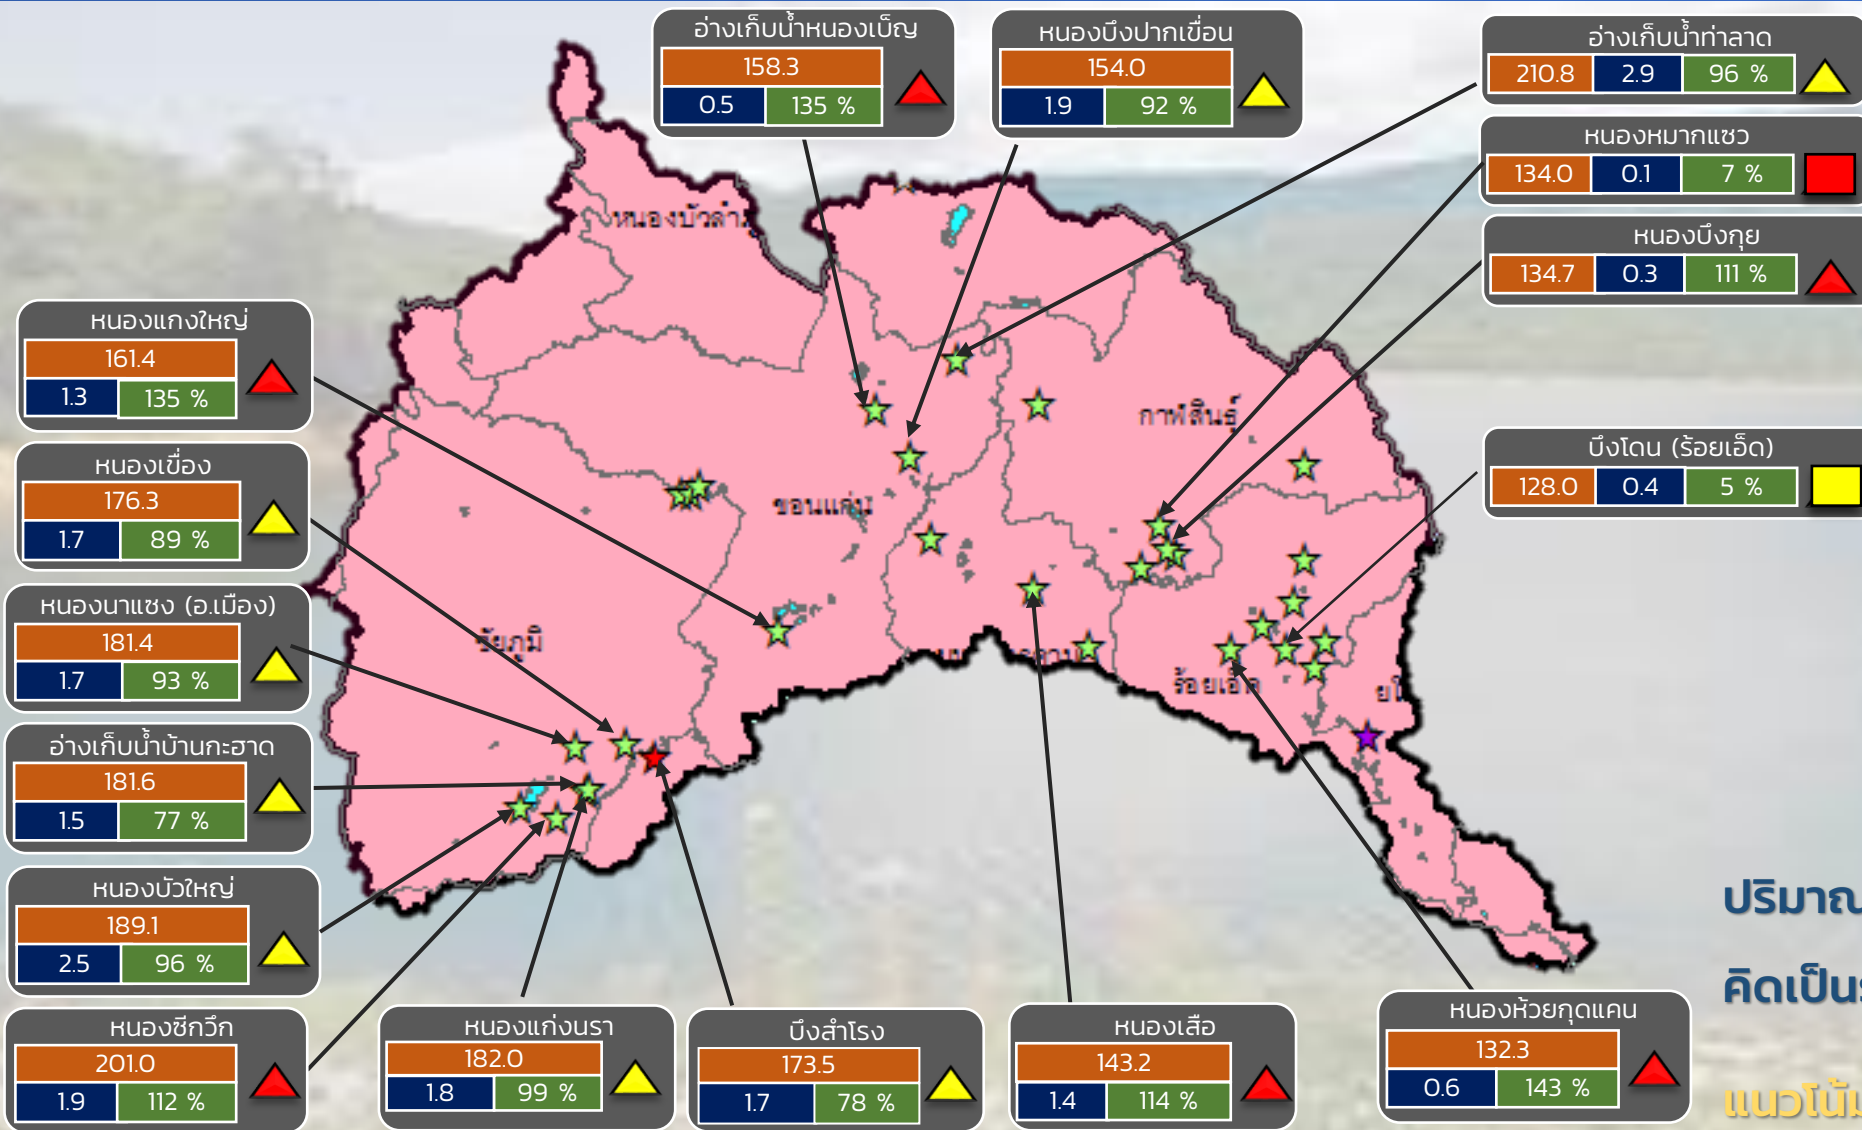 อ่างเก็บน้ำหนองเบ็ญ
158.3
0.5 135 %
หนองบึงปากเขื่อน
154.0
1.9 92 %
อ่างเก็บน้ำท่าลาด
210.8 2.9 96 %
หนองหมากแซว
134.0 0.1 7 %
หนองบึงกุย
134.7 0.3 111 %
บึงโดน (ร้อยเอ็ด)
128.0 0.4 5 %
หนองแกงใหญ่
161.4
1.3 135 %
หนองเขื่อง
176.3
1.7 89 %
หนองนาแซง (อ.เมือง)
181.4
1.7 93 %
อ่างเก็บน้ำบ้านกะฮาด
181.6
1.5 77 %
หนองบัวใหญ่
189.1
2.5 96 %
หนองซีกวึก
201.0
1.9 112 %
หนองแก่งนรา
182.0
1.8 99 %
บึงสำโรง
173.5
1.7 78 %
หนองเสือ
143.2
1.4 114 %
หนองห้วยกุดแคน
132.3
0.6 143 %
หนองบัวลำภ
กาฬสินธุ์
ขอนแก่น
ชัยภูมิ
ร้อยเอ็ด
ปริมาณ
คิดเป็นร
แนวโน้ม